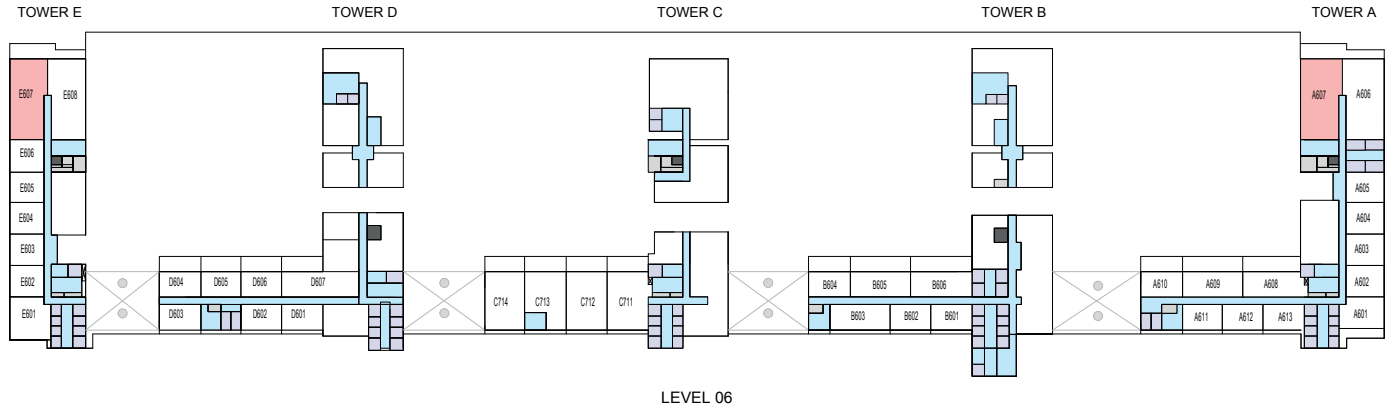 TOWER E
TOWER D
TOWER C
TOWER B
TOWER A
E607
E608
E606
E605
E604
E603
E602
E601
D604
D605
D606
D607
D603
D602
D601
C714
C713
C712
C711
B604
B605
B606
B603
B602
B601
A607
A606
A605
A604
A603
A602
A601
A610
A609
A608
A611
A612
A613
LEVEL 06